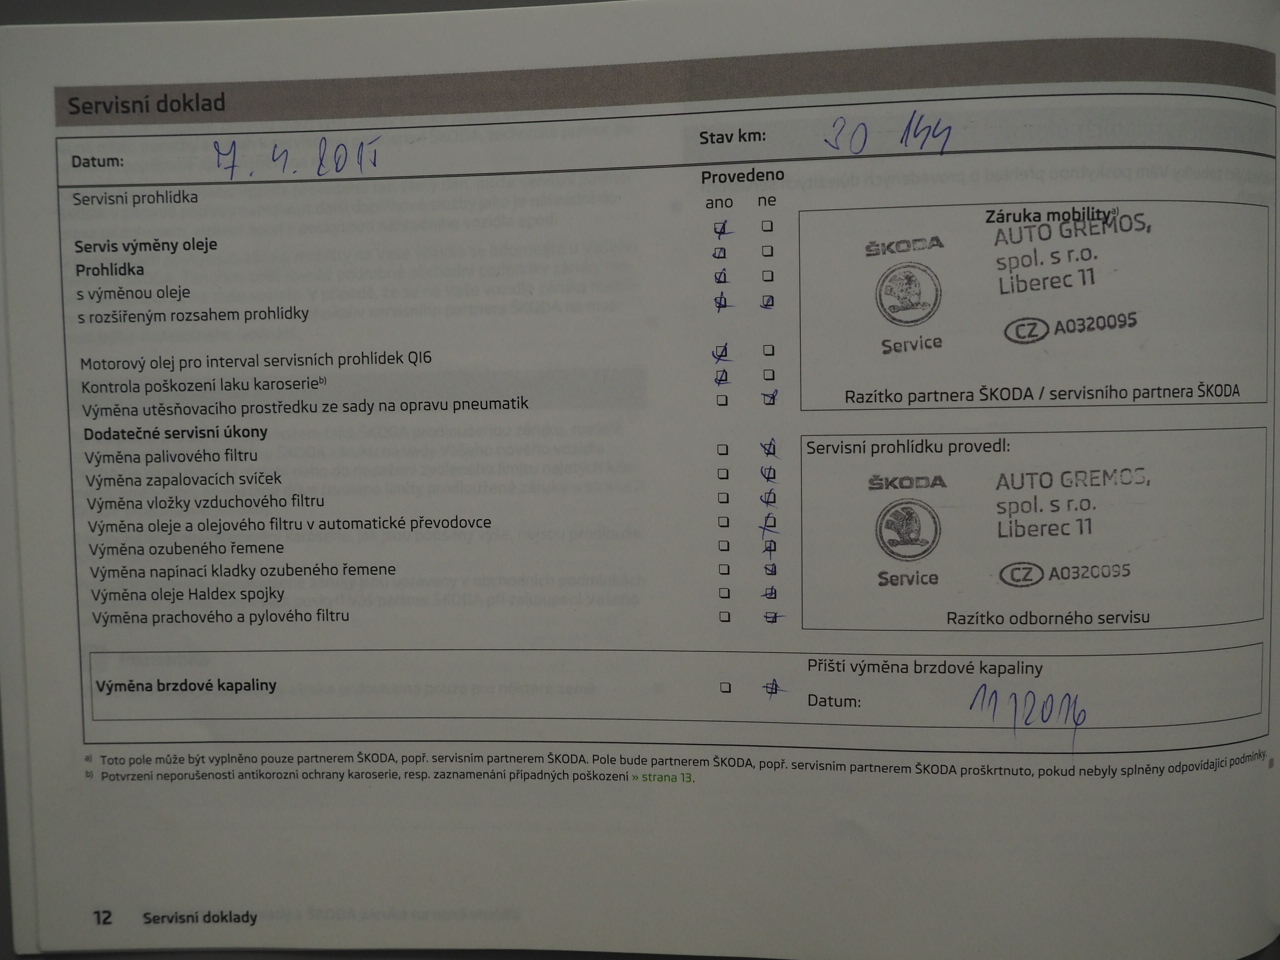 Servisní doklad
Datum: 7. 4. 2015
Stav km: 30 144
Servisní prohlídka
Provedeno
ano ne
Servis výměny oleje
Prohlídka
s výměnou oleje
s rozšířeným rozsahem prohlídky
Motorový olej pro interval servisních prohlídek QI6
Kontrola poškození laku karoserie b)
Výměna utěsňovacího prostředku ze sady na opravu pneumatik
Dodatečné servisní úkony
Výměna palivového filtru
Výměna zapalovacích svíček
Výměna vložky vzduchového filtru
Výměna oleje a olejového filtru v automatické převodovce
Výměna ozubeného řemene
Výměna napínací kladky ozubeného řemene
Výměna oleje Haldex spojky
Výměna prachového a pylového filtru
Záruka mobility a)
ŠKODA
Service
AUTO GREMOS,
spol. s r.o.
Liberec 11
CZ A0320095
Razítko partnera ŠKODA / servisního partnera ŠKODA
Servisní prohlídku provedl:
ŠKODA
Service
AUTO GREMOS,
spol. s r.o.
Liberec 11
CZ A0320095
Razítko odborného servisu
Výměna brzdové kapaliny
Příští výměna brzdové kapaliny
Datum: 11/2016
a) Toto pole může být vyplněno pouze partnerem ŠKODA, popř. servisním partnerem ŠKODA. Pole bude partnerem ŠKODA, popř. servisním partnerem ŠKODA proškrtnuto, pokud nebyly splněny odpovídající podmínky.
b) Potvrzení neporušenosti antikorozní ochrany karoserie, resp. zaznamenání případných poškození » strana 13.
12 Servisní doklady